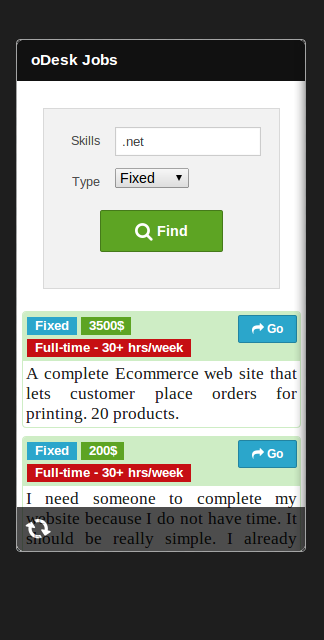 oDesk Jobs
Skills
.net
Type
Fixed
Find
Fixed 3500$
Go
Full-time - 30+ hrs/week
A complete Ecommerce web site that
lets customer place orders for
printing. 20 products.
Fixed 200$
Go
Full-time - 30+ hrs/week
I need someone to complete my
website because I do not have time. It
should be really simple. I already